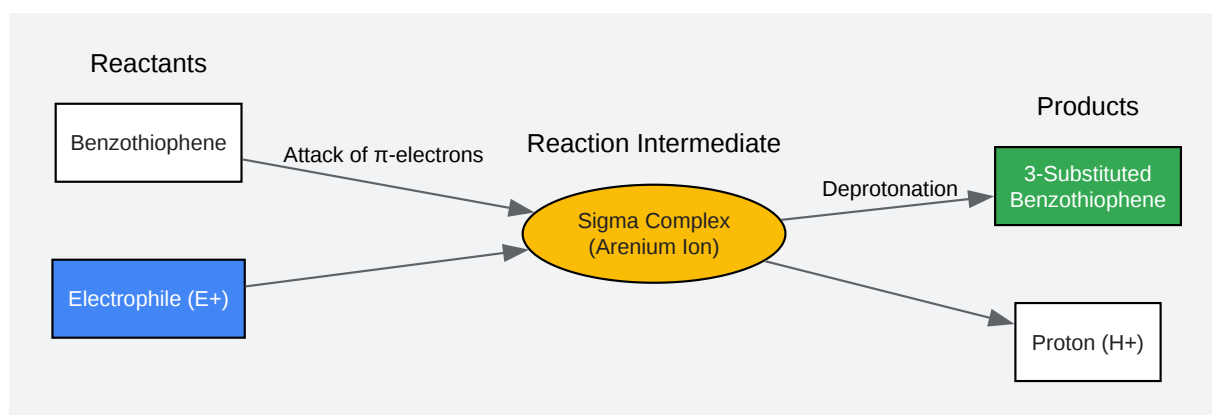 Reactants
Benzothiophene
Attack of π-electrons
Electrophile (E+)
Reaction Intermediate
Sigma Complex
(Arenium Ion)
Deprotonation
Products
3-Substituted
Benzothiophene
Proton (H+)